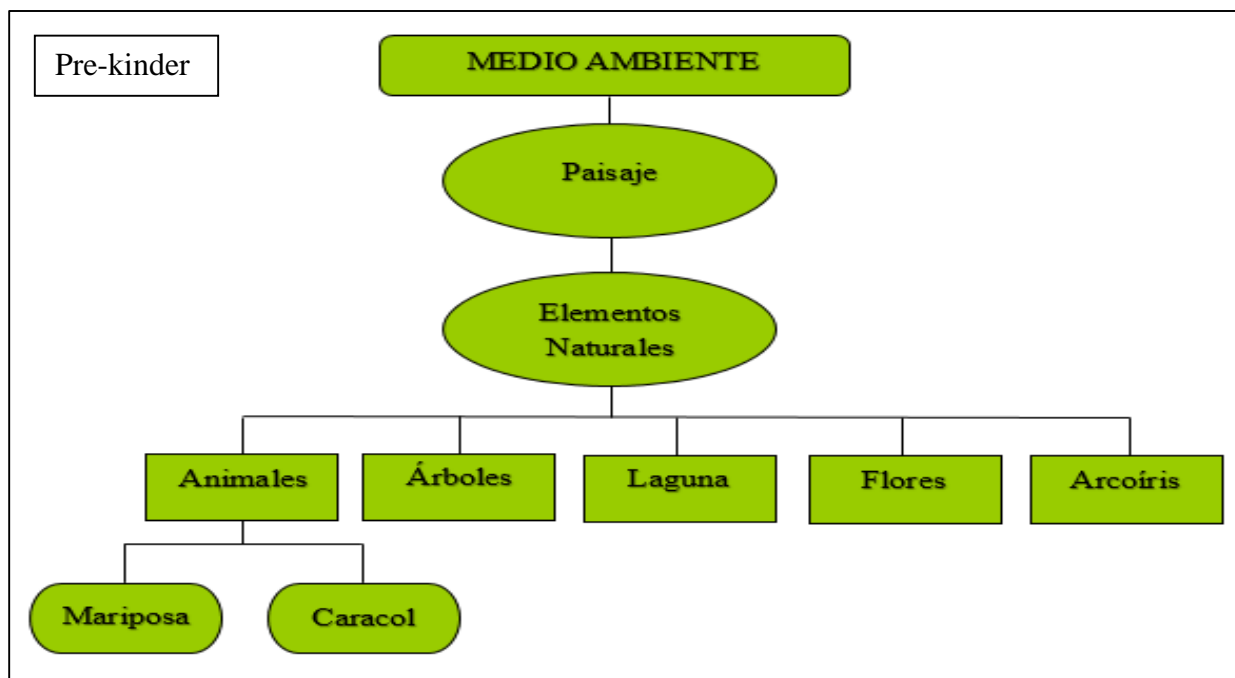 Pre-kinder
MEDIO AMBIENTE
Paisaje
Elementos
Naturales
Animales
Árboles
Laguna
Flores
Arcoíris
Mariposa
Caracol